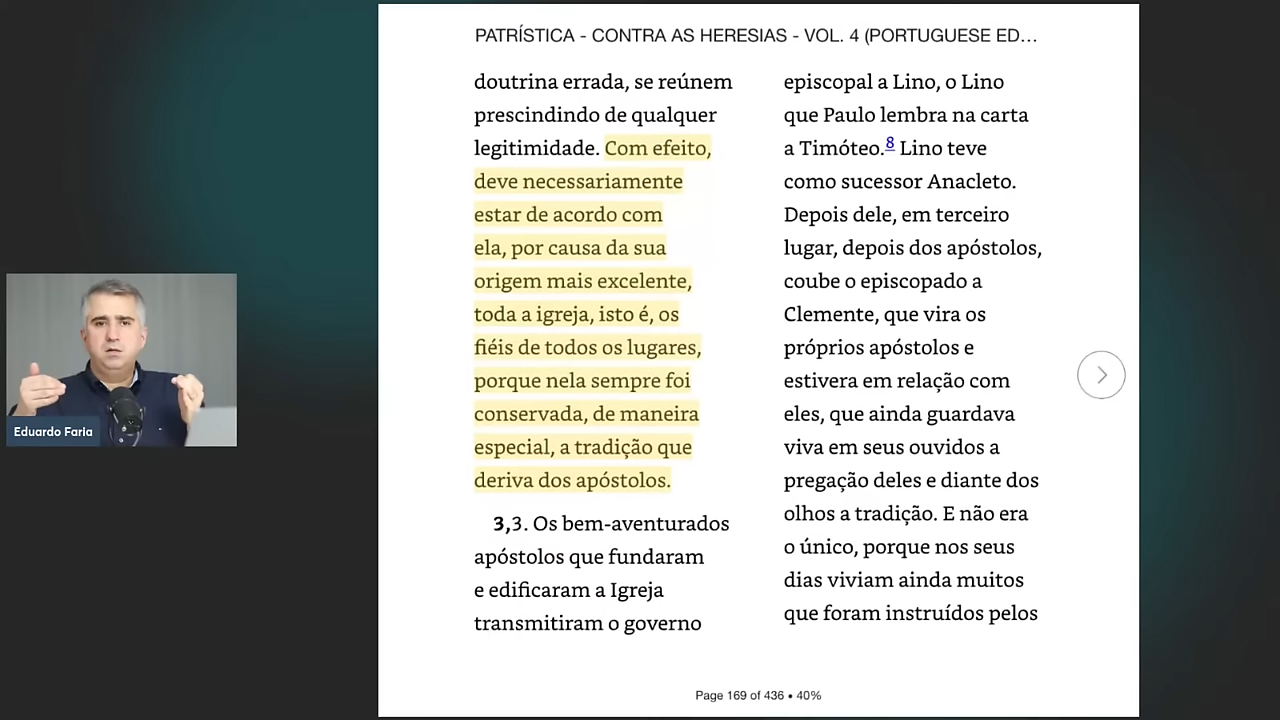 PATRÍSTICA - CONTRA AS HERESIAS - VOL. 4 (PORTUGUESE ED…
doutrina errada, se reúnem
prescindindo de qualquer
legitimidade. Com efeito,
deve necessariamente
estar de acordo com
ela, por causa da sua
origem mais excelente,
toda a igreja, isto é, os
fiéis de todos os lugares,
porque nela sempre foi
conservada, de maneira
especial, a tradição que
deriva dos apóstolos.
3,3. Os bem-aventurados
apóstolos que fundaram
e edificaram a Igreja
transmitiram o governo
episcopal a Lino, o Lino
que Paulo lembra na carta
a Timóteo.8 Lino teve
como sucessor Anacleto.
Depois dele, em terceiro
lugar, depois dos apóstolos,
coube o episcopado a
Clemente, que vira os
próprios apóstolos e
estivera em relação com
eles, que ainda guardava
viva em seus ouvidos a
pregação deles e diante dos
olhos a tradição. E não era
o único, porque nos seus
dias viviam ainda muitos
que foram instruídos pelos
Page 169 of 436 • 40%
Eduardo Faria